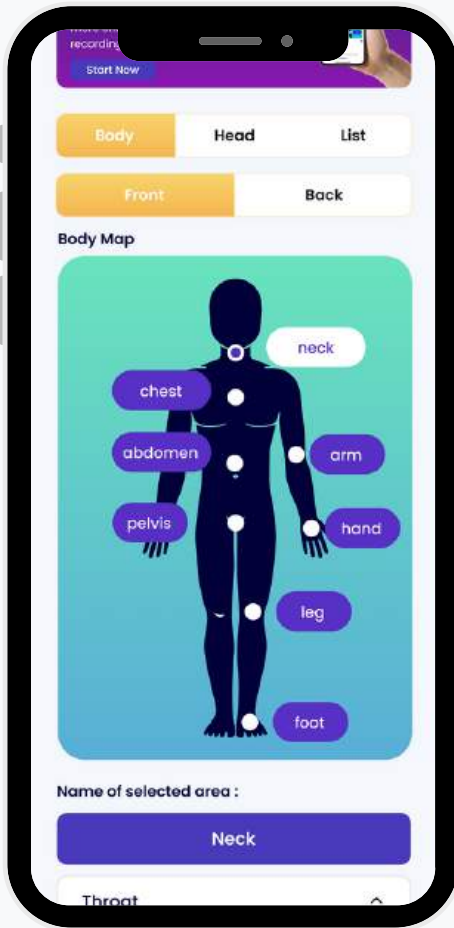 recording
Start Now
Body Head List
Front Back
Body Map
neck
chest
abdomen arm
pelvis hand
leg
foot
Name of selected area :
Neck
Throat